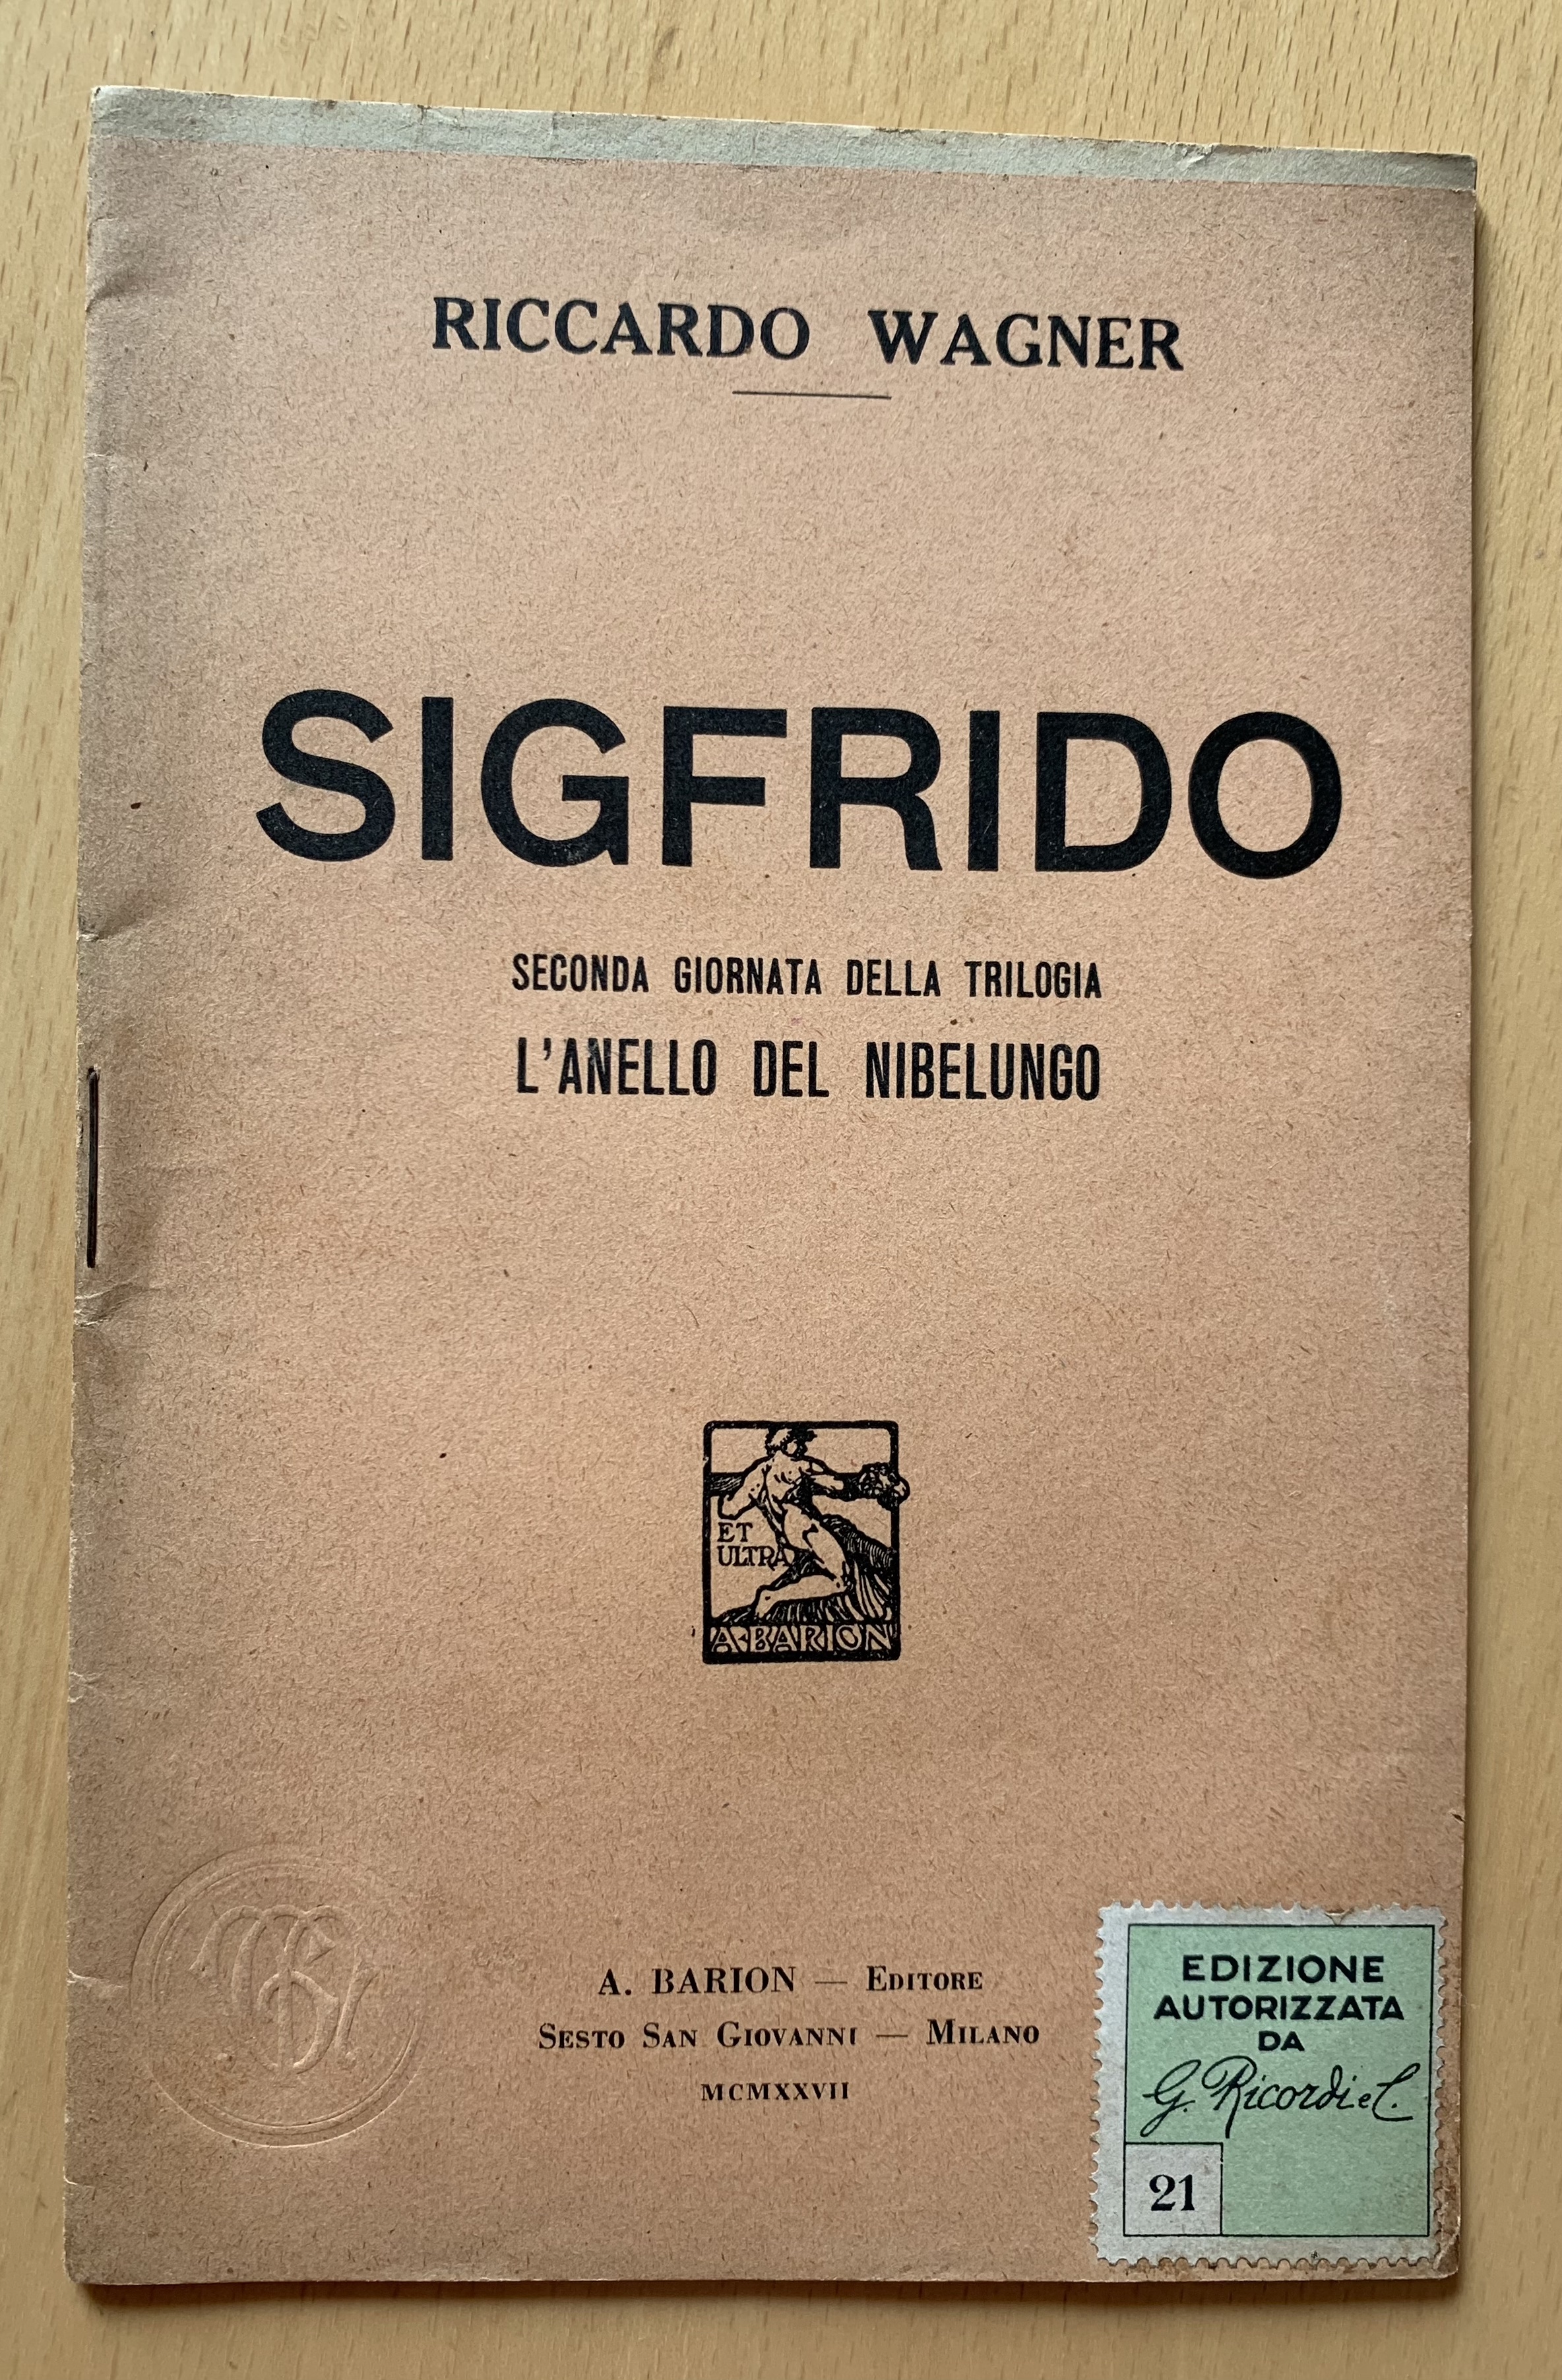 RICCARDO WAGNER
SIGFRIDO
SECONDA GIORNATA DELLA TRILOGIA
L'ANELLO DEL NIBELUNGO
ET
ULTRA
A·BARION
A. BARION — EDITORE
SESTO SAN GIOVANNI — MILANO
MCMXXVII
EDIZIONE
AUTORIZZATA
DA
G. Ricordi e C.
21